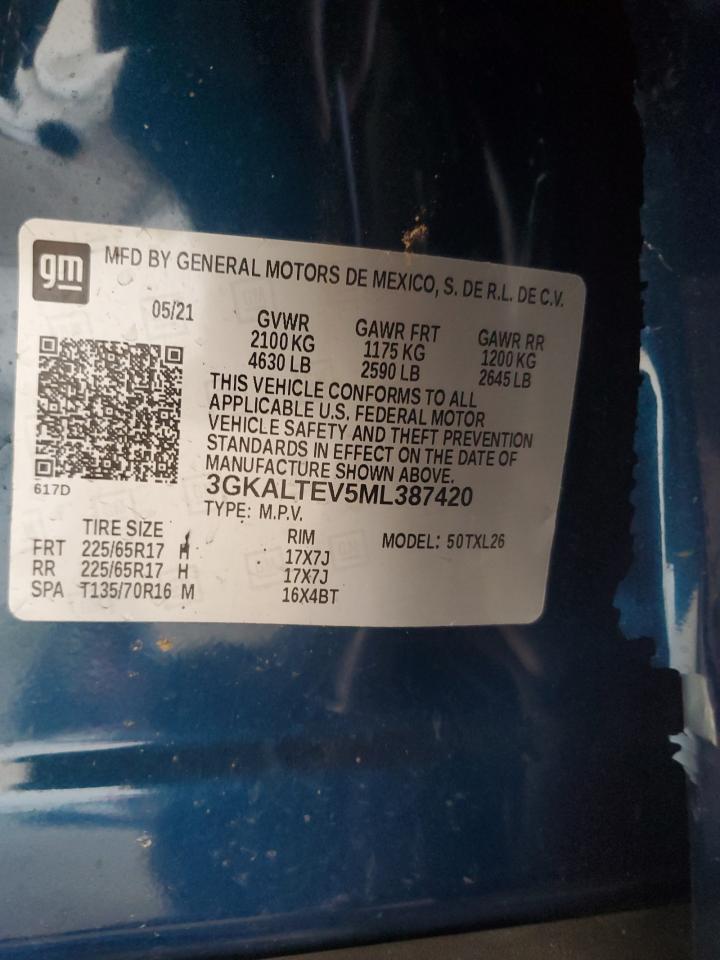 gm
MFD BY GENERAL MOTORS DE MEXICO, S. DE R.L. DE C.V.
05/21
GVWR GAWR FRT GAWR RR
2100 KG 1175 KG 1200 KG
4630 LB 2590 LB 2645 LB
THIS VEHICLE CONFORMS TO ALL
APPLICABLE U.S. FEDERAL MOTOR
VEHICLE SAFETY AND THEFT PREVENTION
STANDARDS IN EFFECT ON THE DATE OF
MANUFACTURE SHOWN ABOVE.
617D
3GKALTEV5ML387420
TYPE: M.P.V.
TIRE SIZE RIM MODEL: 50TXL26
FRT 225/65R17 H 17X7J
RR 225/65R17 H 17X7J
SPA T135/70R16 M 16X4BT